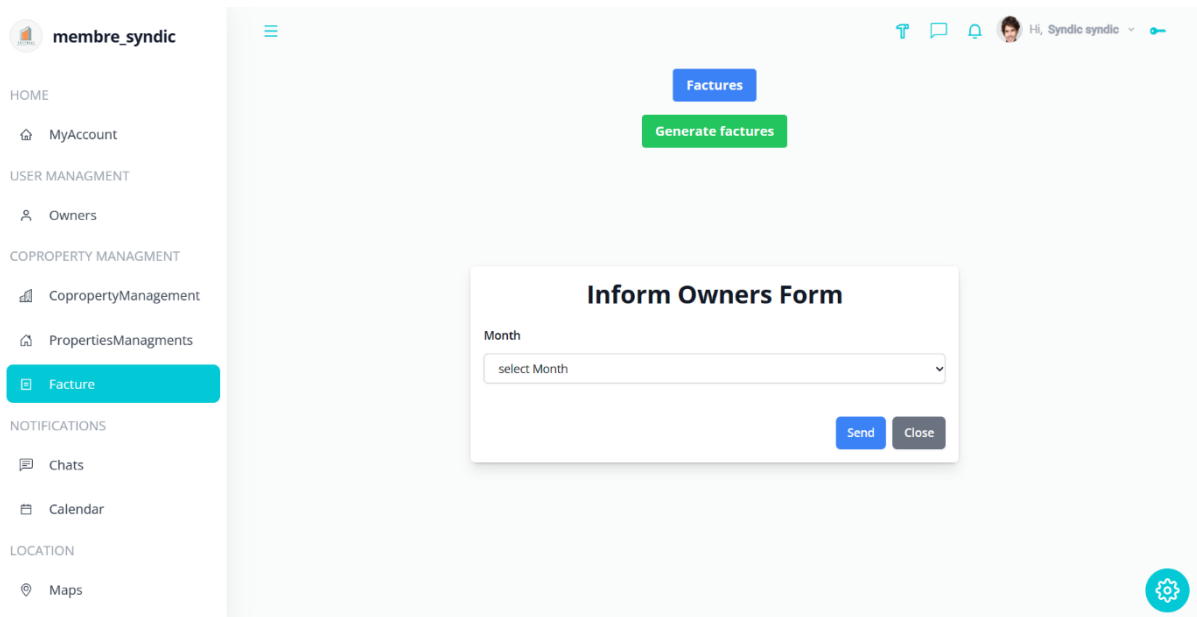 membre_syndic
HOME
MyAccount
USER MANAGMENT
Owners
COPROPERTY MANAGMENT
CopropertyManagement
PropertiesManagments
Facture
NOTIFICATIONS
Chats
Calendar
LOCATION
Maps
Hi, Syndic syndic
Factures
Generate factures
Inform Owners Form
Month
select Month
Send Close